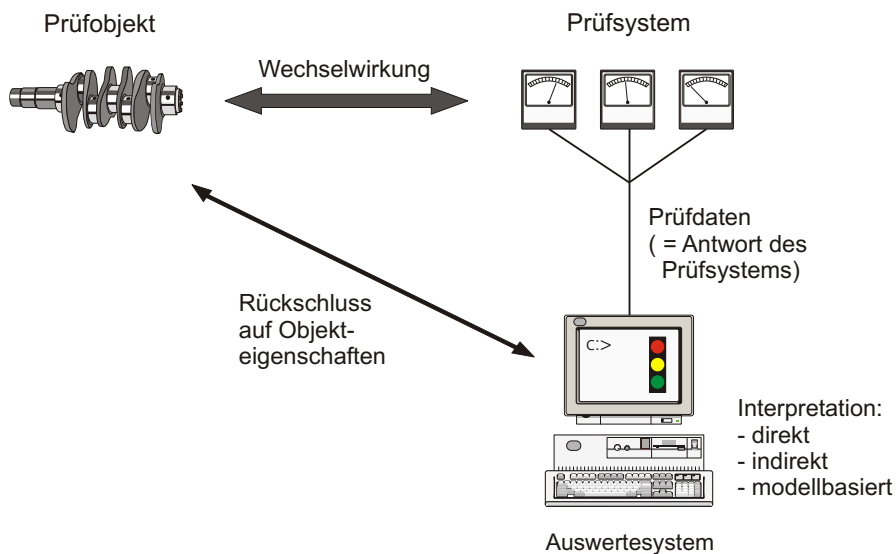 Prüfobjekt
Prüfsystem
Wechselwirkung
Prüfdaten
( = Antwort des
Prüfsystems)
Rückschluss
auf Objekt-
eigenschaften
C:>
Interpretation:
- direkt
- indirekt
- modellbasiert
Auswertesystem